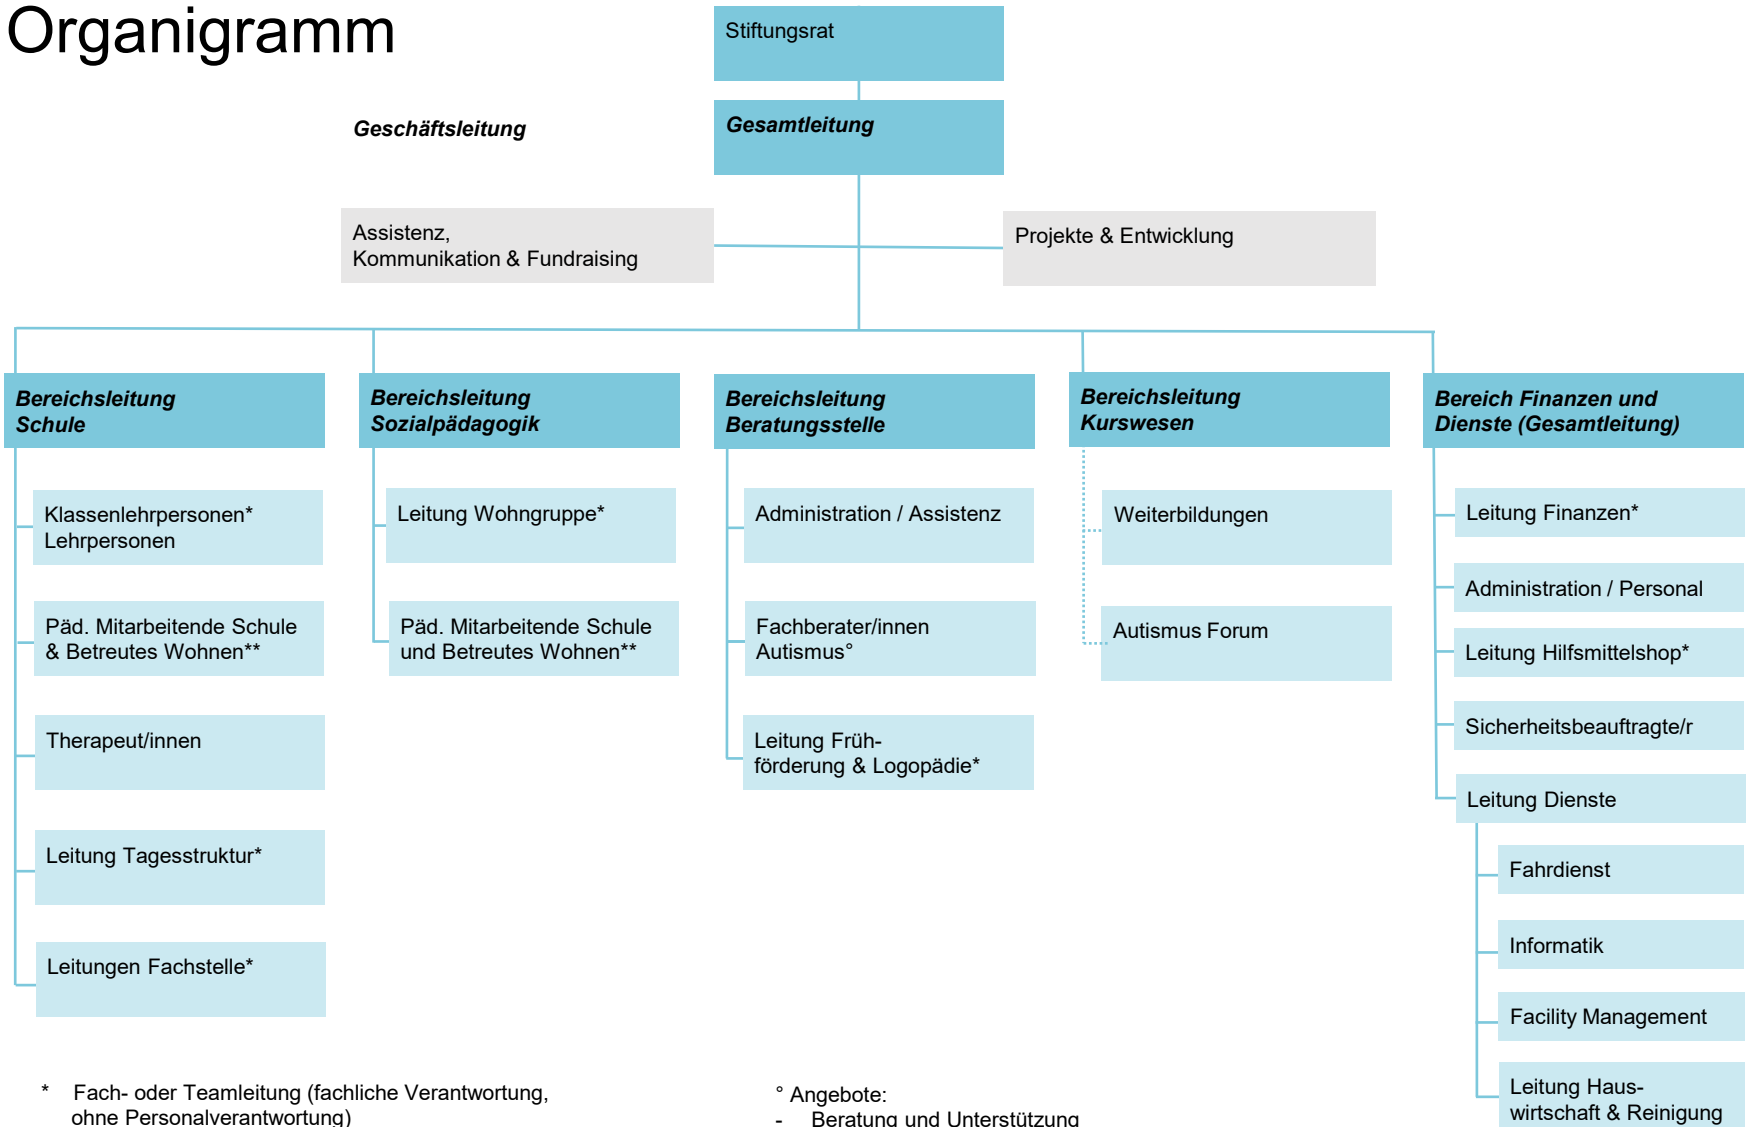 Organigramm
Stiftungsrat
Geschäftsleitung
Gesamtleitung
Assistenz,
Kommunikation & Fundraising
Projekte & Entwicklung
Bereichsleitung
Schule
Klassenlehrpersonen*
Lehrpersonen
Päd. Mitarbeitende Schule
& Betreutes Wohnen**
Therapeut/innen
Leitung Tagesstruktur*
Leitungen Fachstelle*
Bereichsleitung
Sozialpädagogik
Leitung Wohngruppe*
Päd. Mitarbeitende Schule
und Betreutes Wohnen**
Bereichsleitung
Beratungsstelle
Administration / Assistenz
Fachberater/innen
Autismus°
Leitung Früh-
förderung & Logopädie*
Bereichsleitung
Kurswesen
Weiterbildungen
Autismus Forum
Bereich Finanzen und
Dienste (Gesamtleitung)
Leitung Finanzen*
Administration / Personal
Leitung Hilfsmittelshop*
Sicherheitsbeauftragte/r
Leitung Dienste
Fahrdienst
Informatik
Facility Management
Leitung Haus-
wirtschaft & Reinigung
* Fach- oder Teamleitung (fachliche Verantwortung,
ohne Personalverantwortung)
° Angebote:
- Beratung und Unterstützung